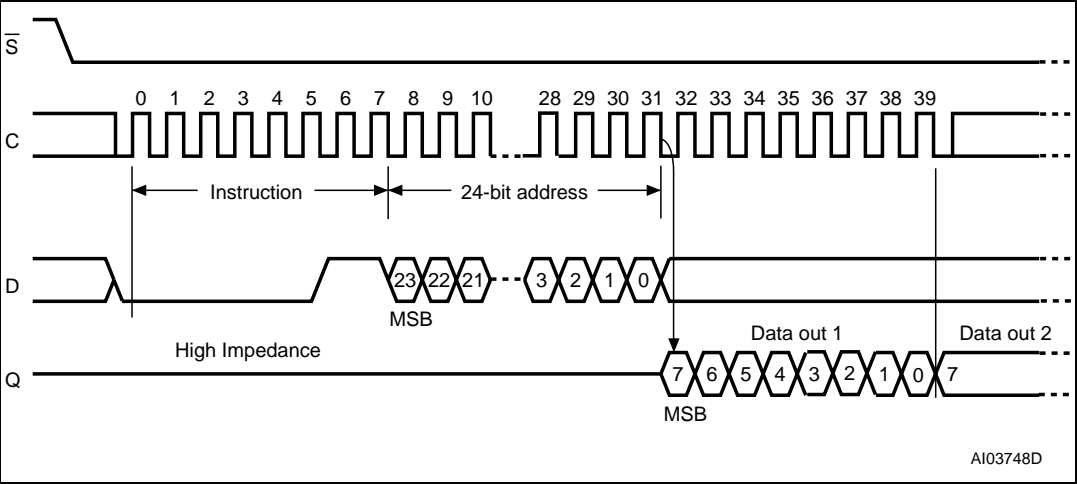 S
0 1 2 3 4 5 6 7 8 9 10 28 29 30 31 32 33 34 35 36 37 38 39
C
Instruction 24-bit address
D 23 22 21 3 2 1 0
MSB
High Impedance Data out 1 Data out 2
Q 7 6 5 4 3 2 1 0 7
MSB
AI03748D